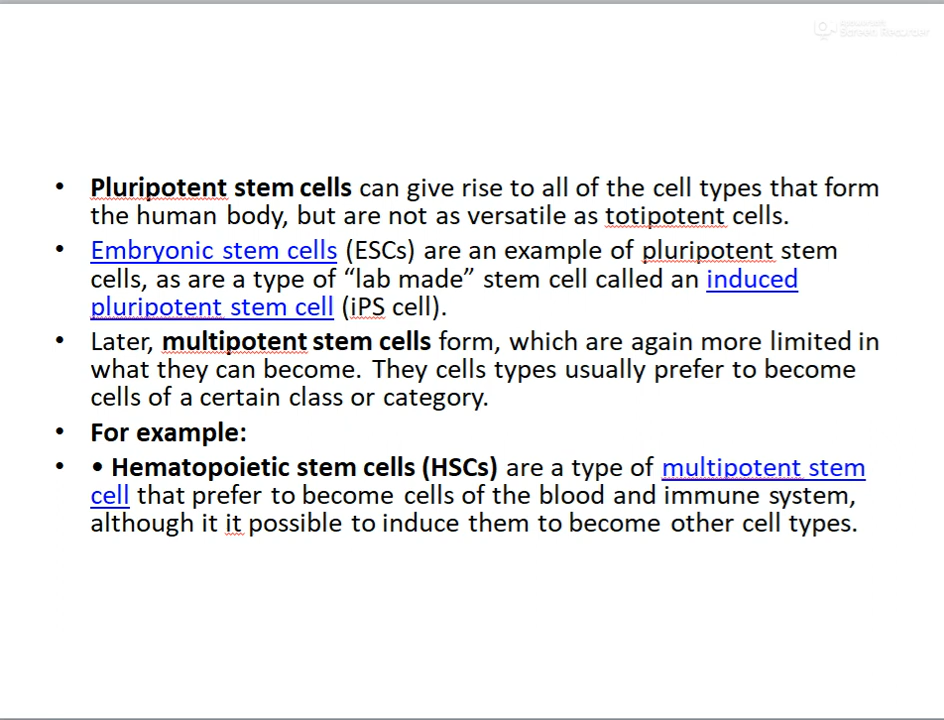 Screen Recorder
• Pluripotent stem cells can give rise to all of the cell types that form
the human body, but are not as versatile as totipotent cells.
• Embryonic stem cells (ESCs) are an example of pluripotent stem
cells, as are a type of “lab made” stem cell called an induced
pluripotent stem cell (iPS cell).
• Later, multipotent stem cells form, which are again more limited in
what they can become. They cells types usually prefer to become
cells of a certain class or category.
• For example:
• • Hematopoietic stem cells (HSCs) are a type of multipotent stem
cell that prefer to become cells of the blood and immune system,
although it it possible to induce them to become other cell types.